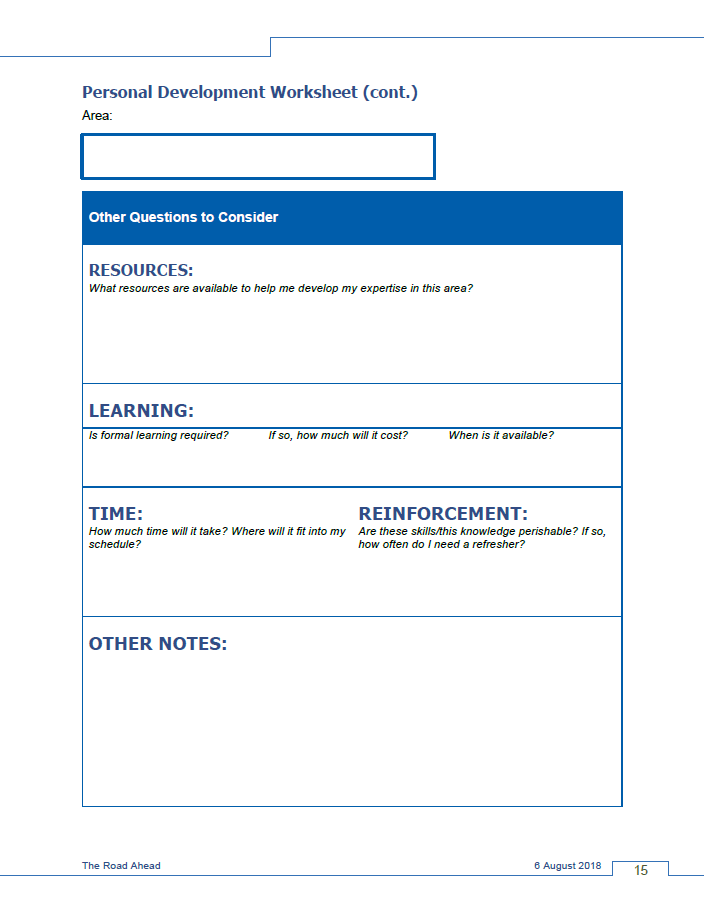 Personal Development Worksheet (cont.)
Area:
Other Questions to Consider
RESOURCES:
What resources are available to help me develop my expertise in this area?
LEARNING:
Is formal learning required? If so, how much will it cost? When is it available?
TIME:
How much time will it take? Where will it fit into my
schedule?
REINFORCEMENT:
Are these skills/this knowledge perishable? If so,
how often do I need a refresher?
OTHER NOTES:
The Road Ahead 6 August 2018 15